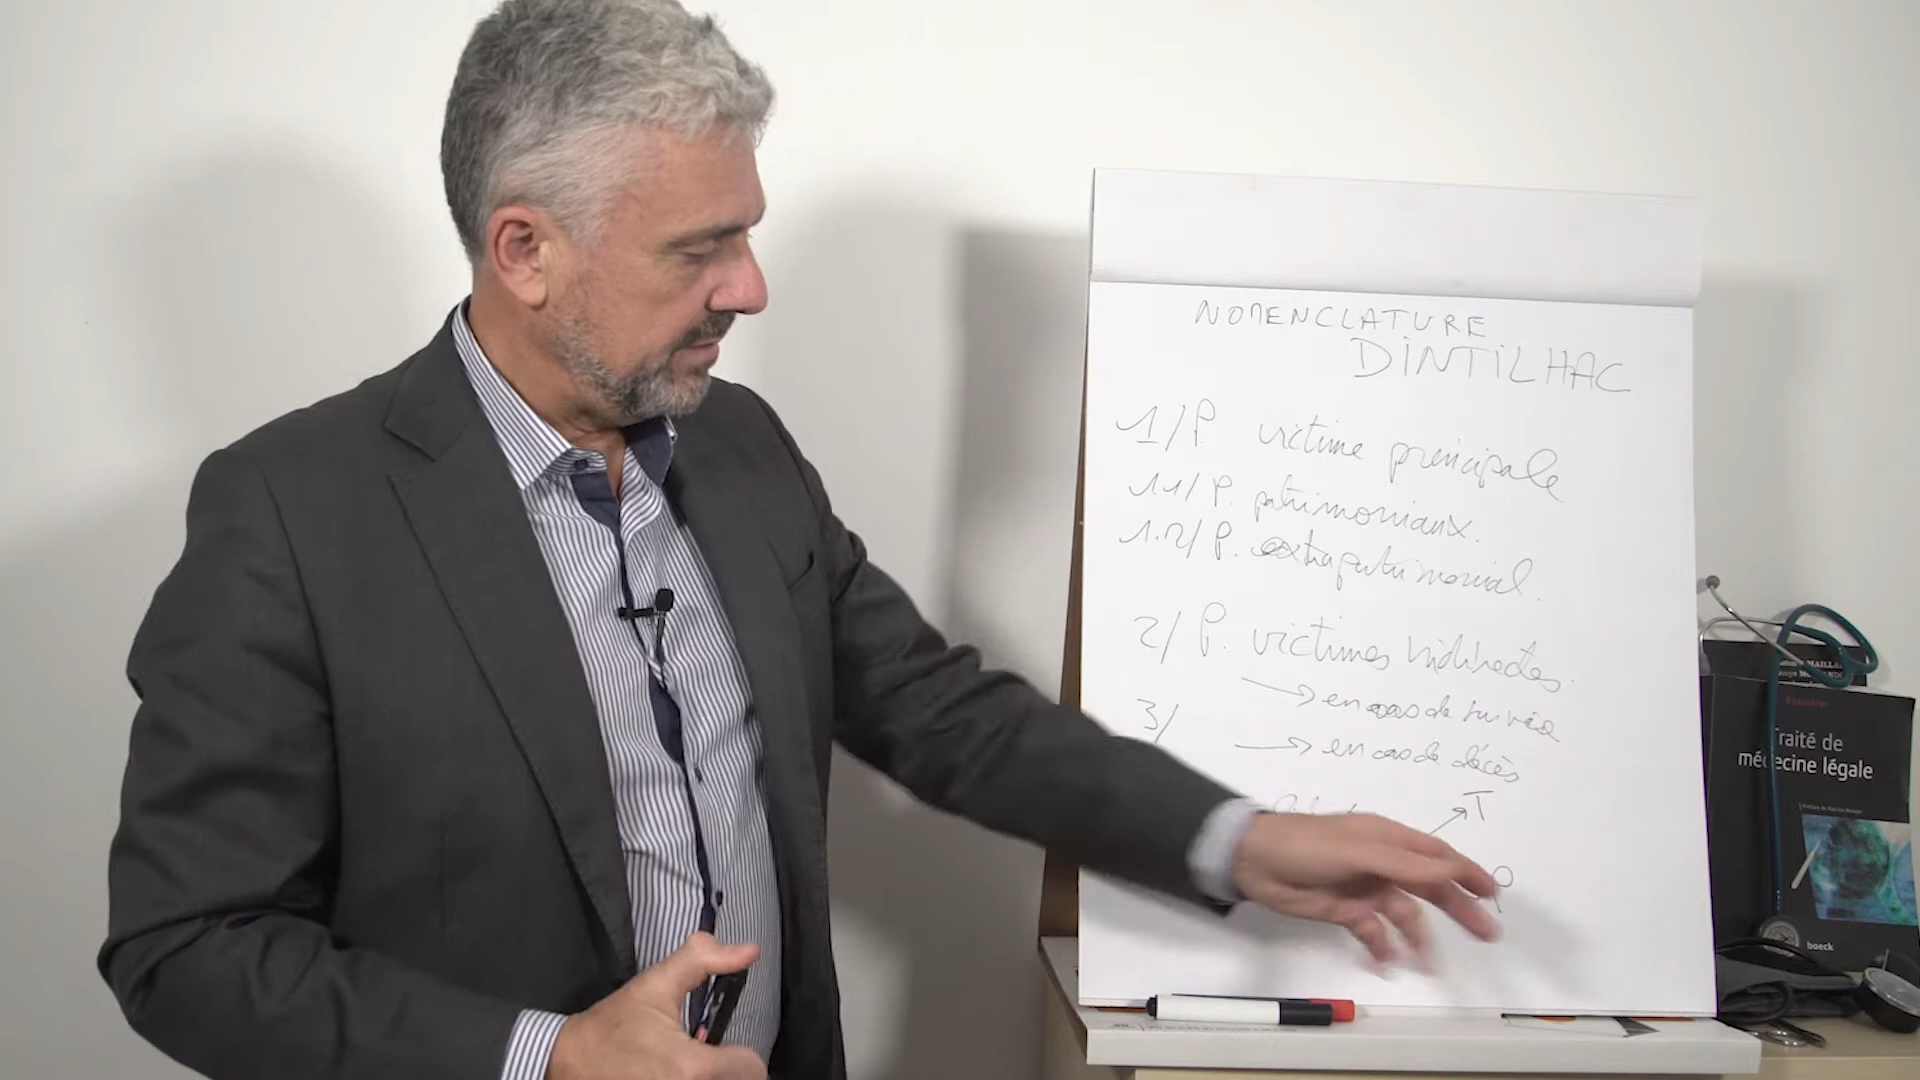 NOMENCLATURE
DINTILHAC
1/ P. victime principale
1.1/ P. patrimoniaux.
1.2/ P. extrapatrimonial.
2/ P. victimes indirectes.
→ en cas de survie
3/
→ en cas de décès
T
P
MAILLA
Traité de
médecine légale
boeck